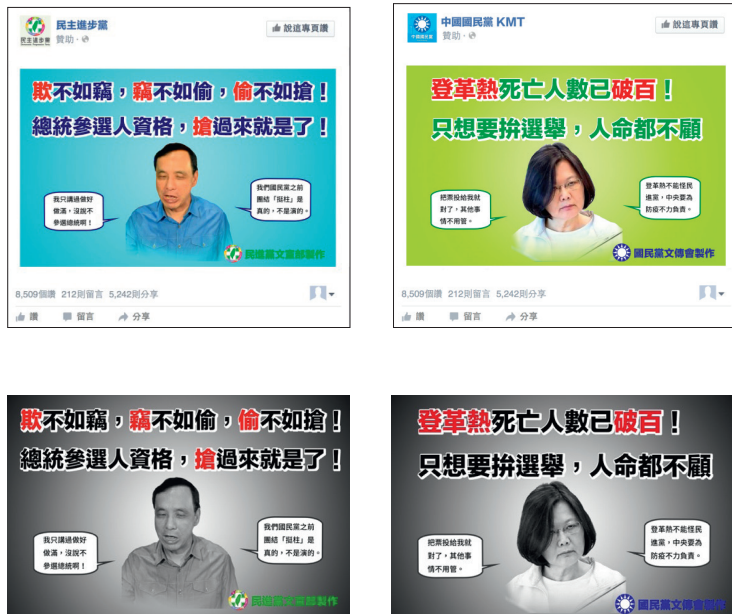 民主進步黨
贊助・
說這專頁讚
欺不如竊，竊不如偷，偷不如搶！
總統參選人資格，搶過來就是了！
我只講過做好
做滿，沒說不
參選總統啊！
我們國民黨之前
團結「挺柱」是
真的，不是演的。
民進黨文宣部製作
8,509個讚 212則留言 5,242則分享
讚 留言 分享
中國國民黨 KMT
贊助・
說這專頁讚
登革熱死亡人數已破百！
只想要拚選舉，人命都不顧
把票投給我就
對了，其他事
情不用管。
登革熱不能怪民
進黨，中央要為
防疫不力負責。
國民黨文傳會製作
8,509個讚 212則留言 5,242則分享
讚 留言 分享
欺不如竊，竊不如偷，偷不如搶！
總統參選人資格，搶過來就是了！
我只講過做好
做滿，沒說不
參選總統啊！
我們國民黨之前
團結「挺柱」是
真的，不是演的。
民進黨文宣部製作
登革熱死亡人數已破百！
只想要拚選舉，人命都不顧
把票投給我就
對了，其他事
情不用管。
登革熱不能怪民
進黨，中央要為
防疫不力負責。
國民黨文傳會製作